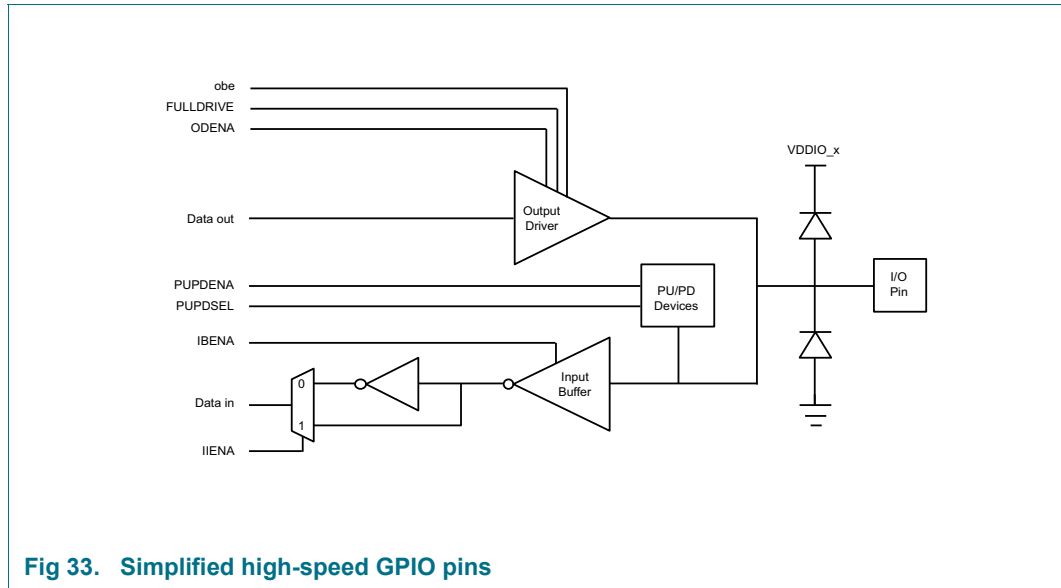 obe
FULLDRIVE
ODENA
VDDIO_x
Output
Driver
Data out
I/O
Pin
PUPDENA
PU/PD
Devices
PUPDSEL
IBENA
Input
Buffer
0
Data in
1
IIENA
Fig 33. Simplified high-speed GPIO pins